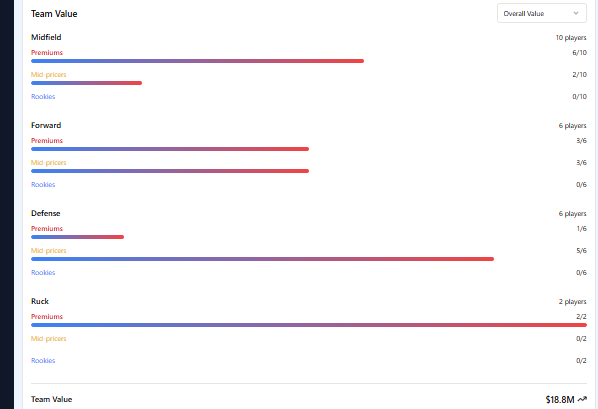 Team Value
Overall Value
Midfield 10 players
Premiums 6/10
Mid-pricers 2/10
Rookies 0/10
Forward 6 players
Premiums 3/6
Mid-pricers 3/6
Rookies 0/6
Defense 6 players
Premiums 1/6
Mid-pricers 5/6
Rookies 0/6
Ruck 2 players
Premiums 2/2
Mid-pricers 0/2
Rookies 0/2
Team Value $18.8M